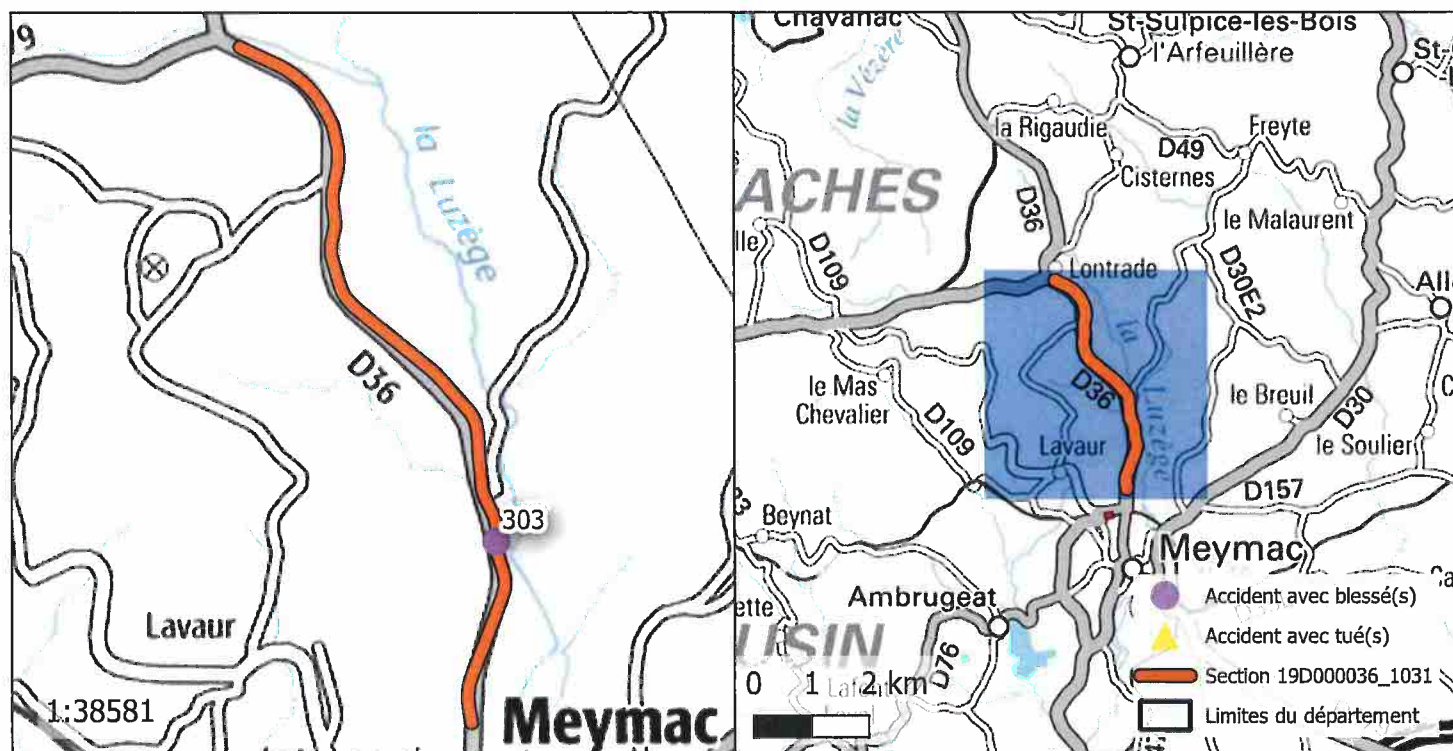 la Luzège
D36
303
Lavaur
1:38581
Meymac
Chavanac
St-Sulpice-les-Bois
l'Arfeuillère
la Vézère
la Rigaudie
Freyte
D49
Cisternes
ACHES
D36
le Malaurent
D109
Lontrade
D30E2
la Luzège
D36
le Mas
Chevalier
le Breuil
D30
D109
le Soulier
Lavaur
D157
Beynat
Meymac
Ambrugeat
USIN
D76
0 1 2 km
Accident avec blessé(s)
Accident avec tué(s)
Section 19D000036_1031
Limites du département